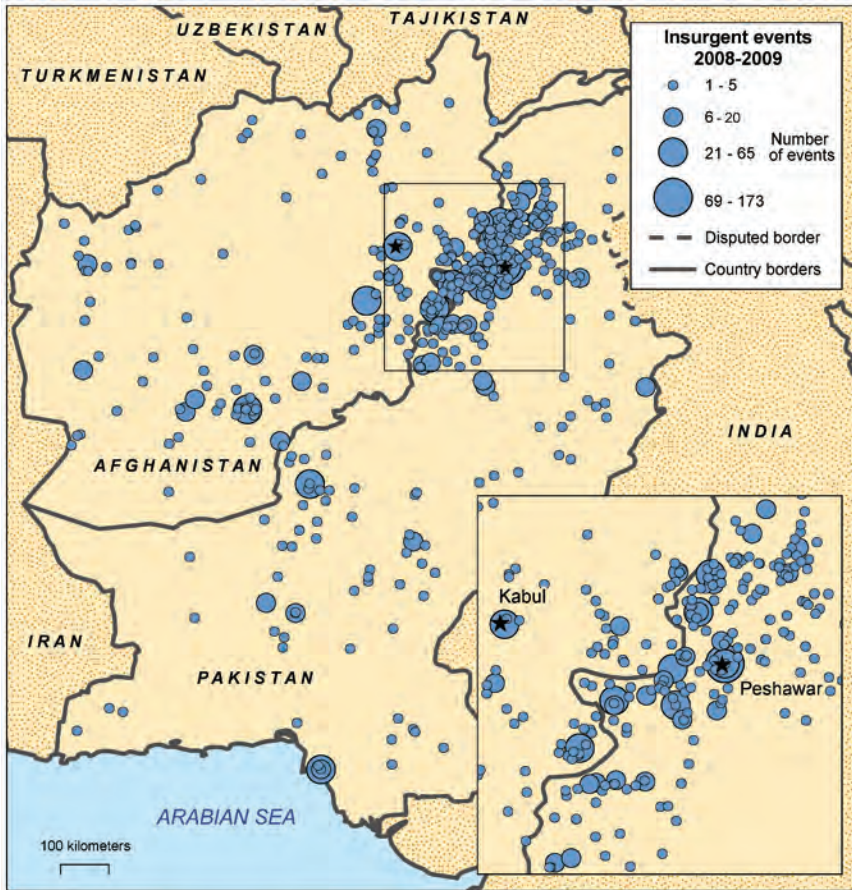 UZBEKISTAN
TAJIKISTAN
TURKMENISTAN
Insurgent events
2008-2009
1 - 5
6 - 20
21 - 65
69 - 173
Number
of events
Disputed border
Country borders
INDIA
AFGHANISTAN
IRAN
PAKISTAN
Kabul
Peshawar
ARABIAN SEA
100 kilometers